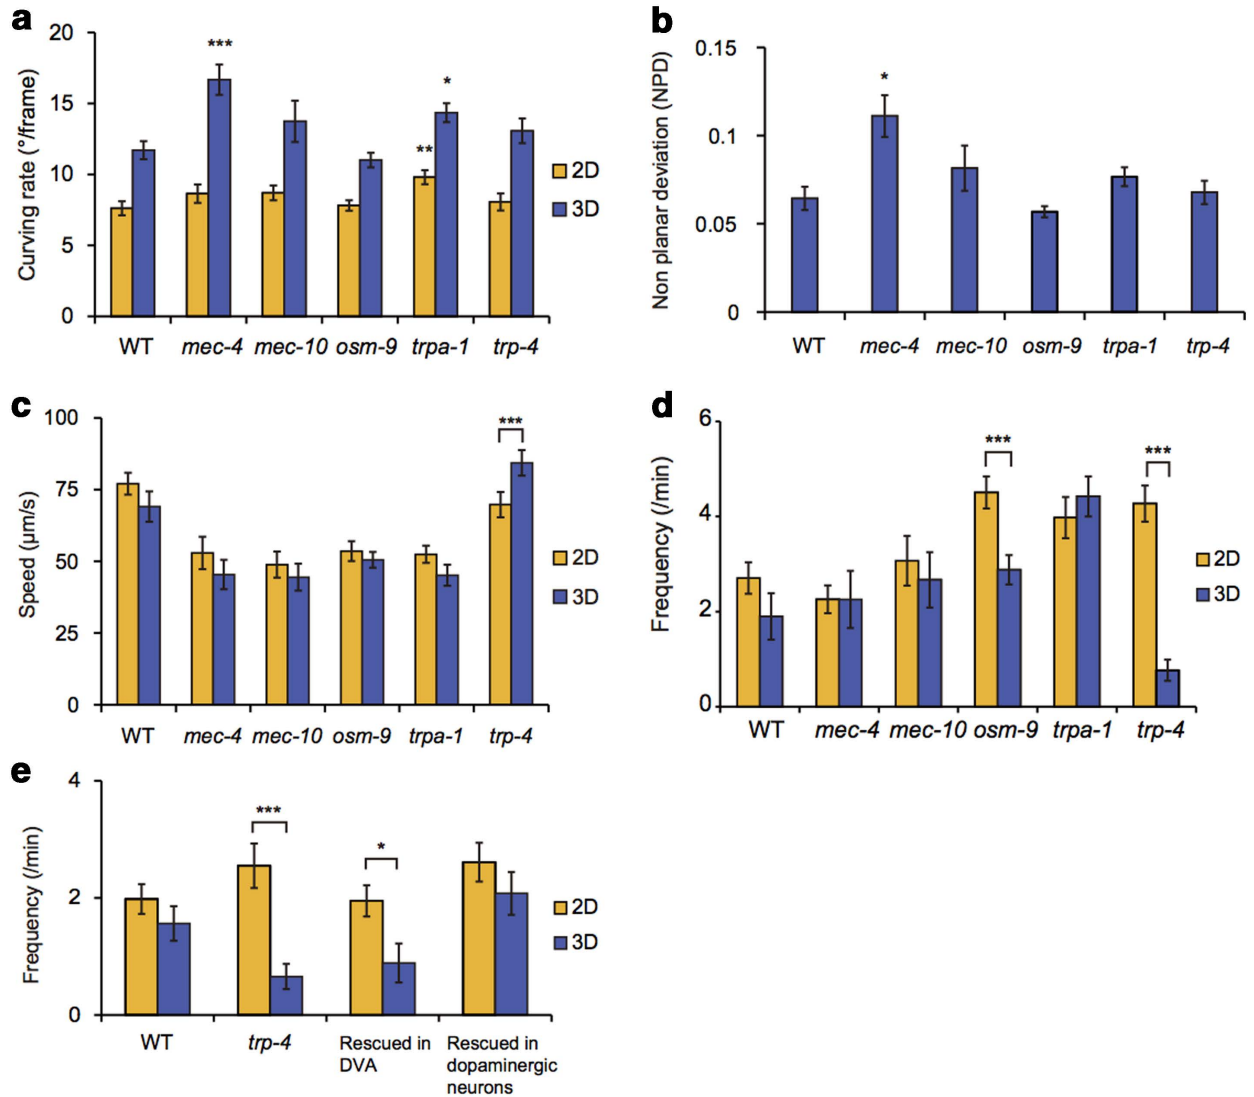 a
Curving rate (°/frame)
20
15
10
5
0
***
**
*
WT mec-4 mec-10 osm-9 trpa-1 trp-4
2D
3D
b
Non planar deviation (NPD)
0.15
0.1
0.05
0
*
WT mec-4 mec-10 osm-9 trpa-1 trp-4
c
Speed (µm/s)
100
75
50
25
0
***
WT mec-4 mec-10 osm-9 trpa-1 trp-4
2D
3D
d
Frequency (/min)
6
4
2
0
***
***
WT mec-4 mec-10 osm-9 trpa-1 trp-4
2D
3D
e
Frequency (/min)
4
2
0
***
*
WT trp-4
Rescued in
DVA
Rescued in
dopaminergic
neurons
2D
3D